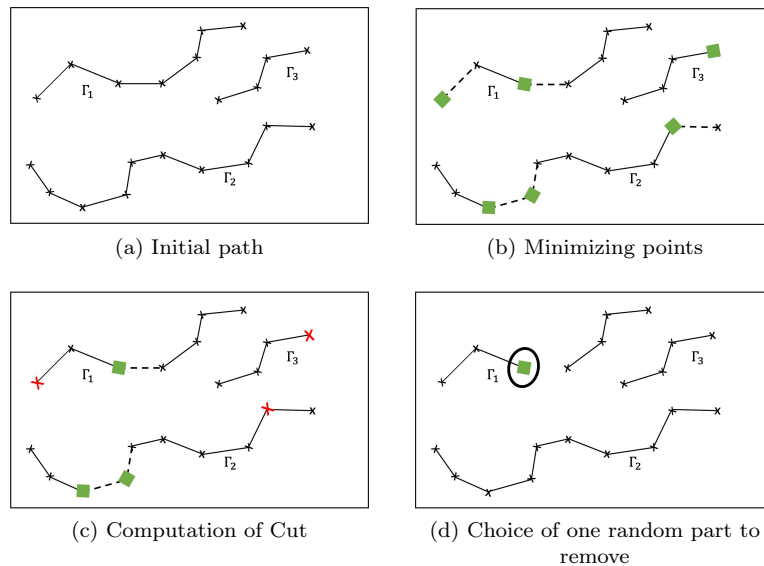 Γ₁
Γ₃
Γ₂
(a) Initial path
Γ₁
Γ₃
Γ₂
(b) Minimizing points
Γ₁
Γ₃
Γ₂
(c) Computation of Cut
Γ₁
Γ₃
Γ₂
(d) Choice of one random part to
remove